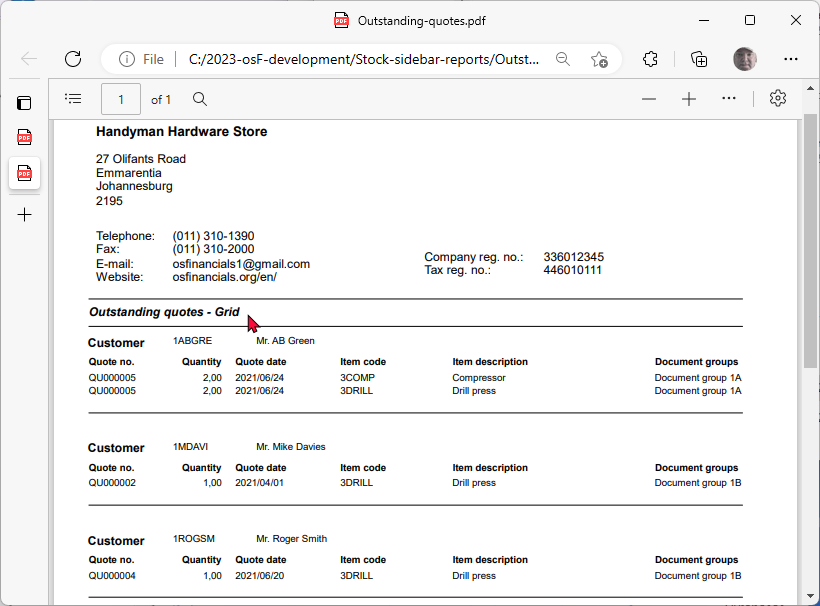 Outstanding-quotes.pdf
File C:/2023-osF-development/Stock-sidebar-reports/Outst...
1 of 1
Handyman Hardware Store
27 Olifants Road
Emmarentia
Johannesburg
2195
Telephone: (011) 310-1390
Fax: (011) 310-2000
E-mail: osfinancials1@gmail.com
Website: osfinancials.org/en/
Company reg. no.: 336012345
Tax reg. no.: 446010111
Outstanding quotes - Grid
Customer 1ABGRE Mr. AB Green
Quote no. Quantity Quote date Item code Item description Document groups
QU000005 2,00 2021/06/24 3COMP Compressor Document group 1A
QU000005 2,00 2021/06/24 3DRILL Drill press Document group 1A
Customer 1MDAVI Mr. Mike Davies
Quote no. Quantity Quote date Item code Item description Document groups
QU000002 1,00 2021/04/01 3DRILL Drill press Document group 1B
Customer 1ROGSM Mr. Roger Smith
Quote no. Quantity Quote date Item code Item description Document groups
QU000004 1,00 2021/06/20 3DRILL Drill press Document group 1B